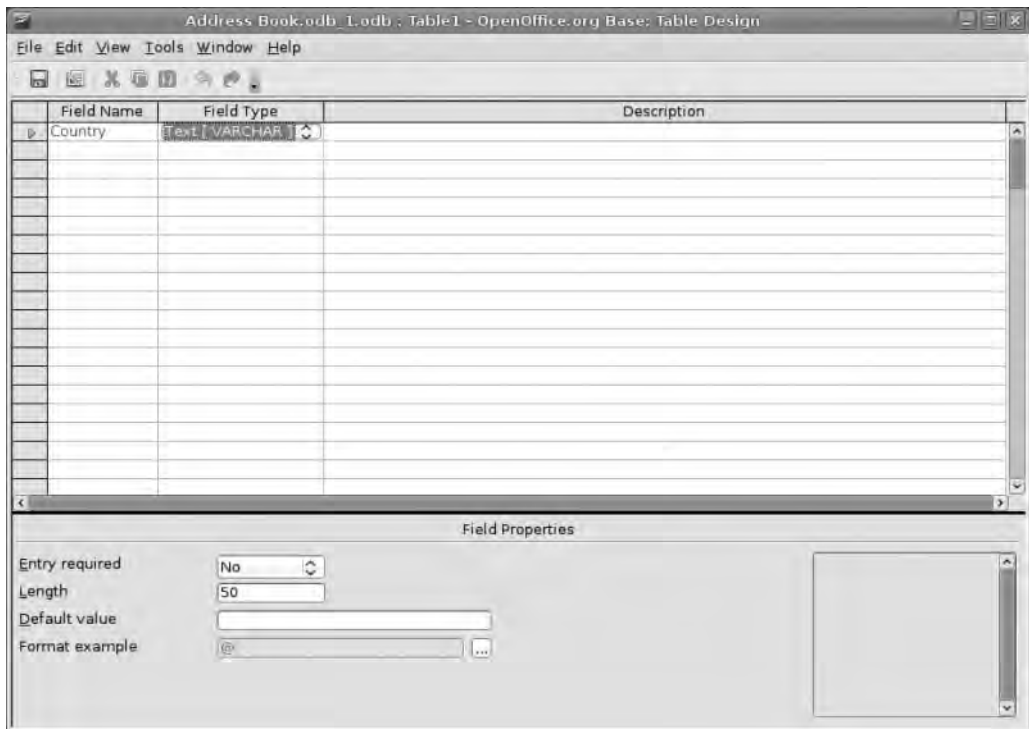 Address Book.odb_1.odb : Table1 - OpenOffice.org Base: Table Design
File Edit View Tools Window Help
Field Name Field Type Description
Country Text [ VARCHAR ]
Field Properties
Entry required No
Length 50
Default value
Format example @ ...